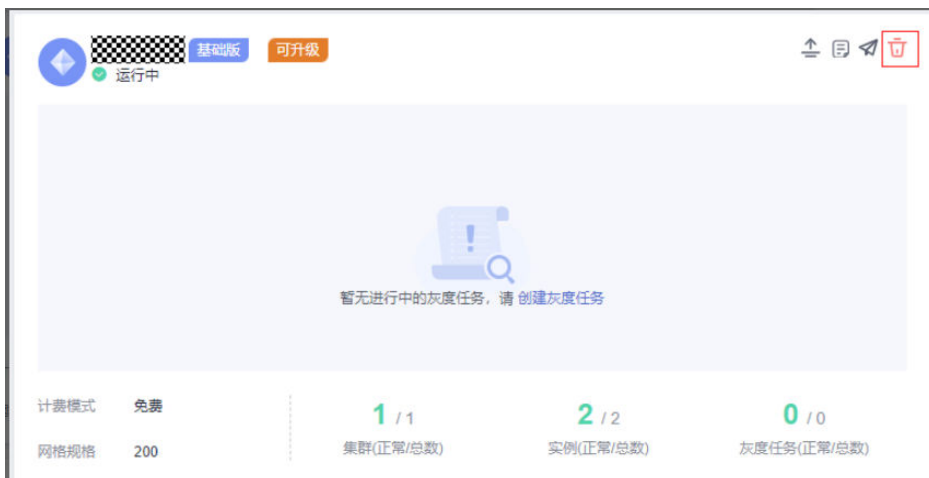 基础版 可升级
运行中
暂无进行中的灰度任务，请 创建灰度任务
计费模式 免费
1 / 1
2 / 2
0 / 0
网格规格 200
集群(正常/总数)
实例(正常/总数)
灰度任务(正常/总数)